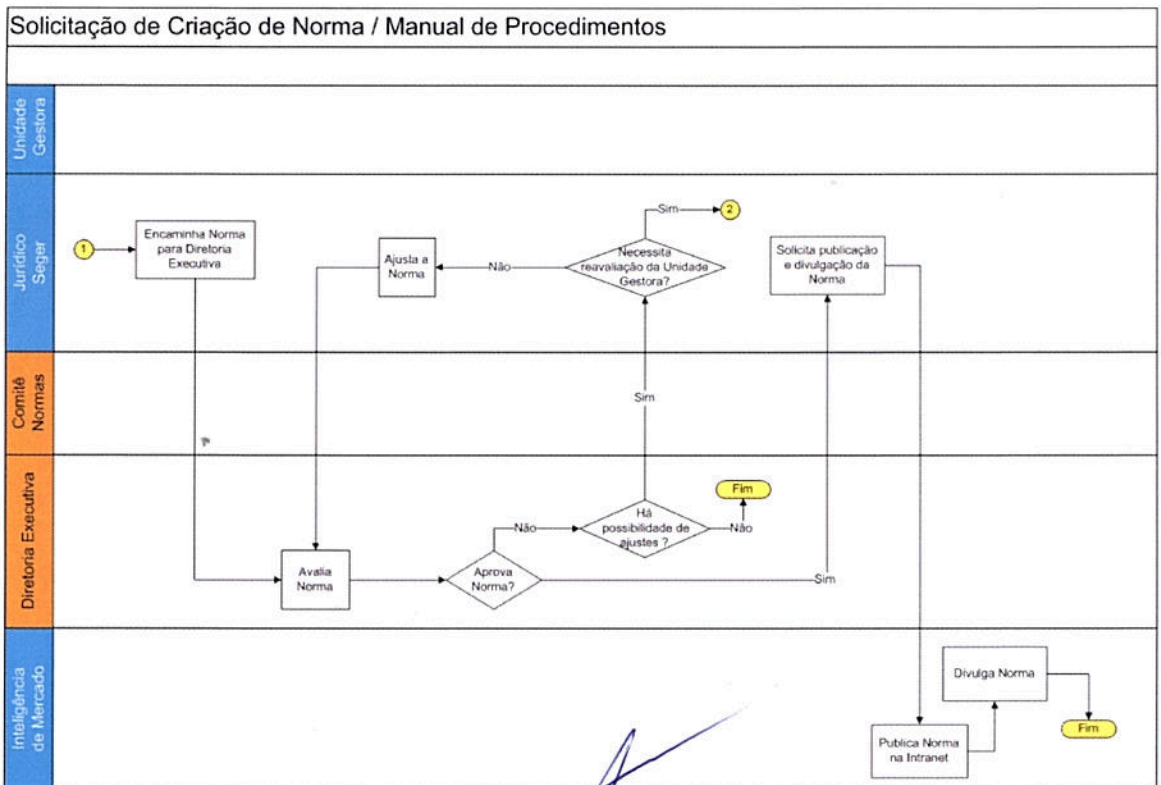 Solicitação de Criação de Norma / Manual de Procedimentos
Unidade
Gestora
Jurídico
Seger
1
Encaminha Norma
para Diretoria
Executiva
Ajusta a
Norma
Não
Necessita
reavaliação da Unidade
Gestora?
Sim
2
Solicita publicação
e divulgação da
Norma
Comitê
Normas
Sim
Diretoria Executiva
Avalia
Norma
Aprova
Norma?
Não
Há
possibilidade de
ajustes ?
Não
Fim
Sim
Inteligência
de Mercado
Publica Norma
na Intranet
Divulga Norma
Fim